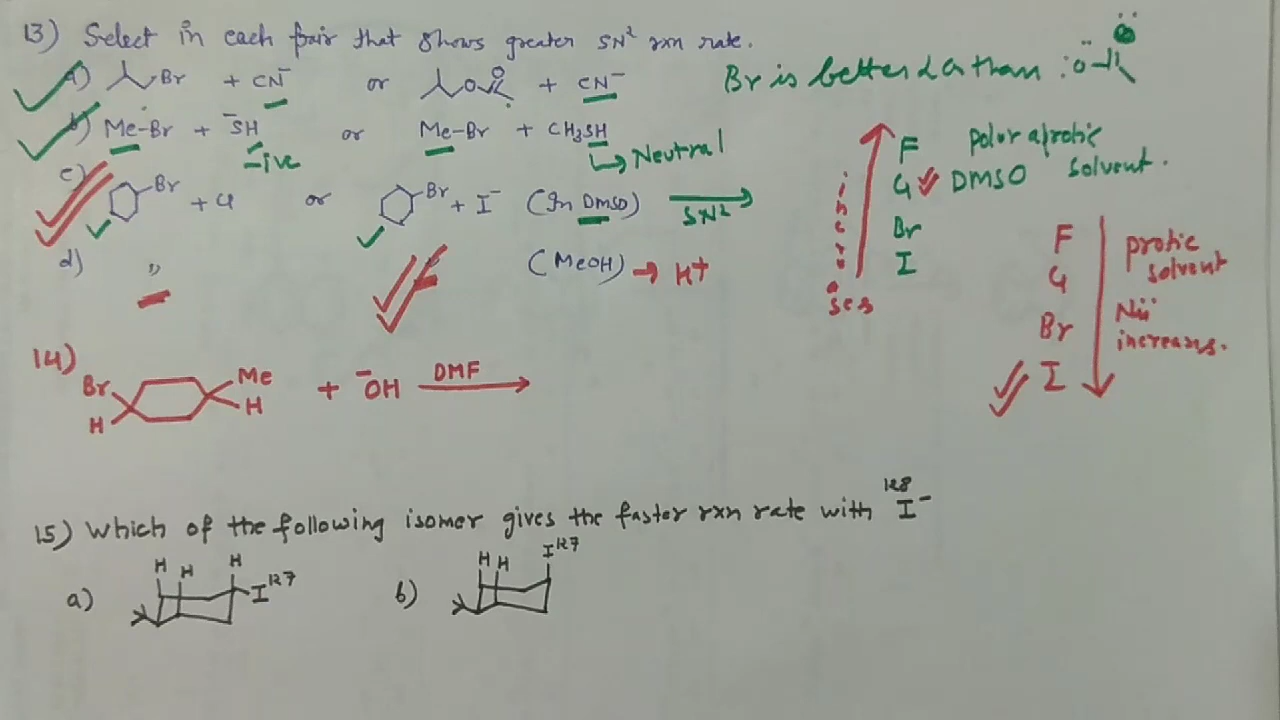 13) Select in each pair that shows greater SN² rxn rate.
a) Br + CN⁻ or O O + CN⁻ Br is better than : O
b) Me-Br + ⁻SH or Me-Br + CH₃SH
-ive Neutral
c) Br + Cl or Br + I⁻ (In DMSO) SN²
increases F Cl Br I polar aprotic solvent.
DMSO
d) " (MeOH) → H⁺
F Cl Br I protic solvent
Nü increases.
14) Br H Me H + ⁻OH DMF
15) Which of the following isomer gives the faster rxn rate with ¹²⁸I⁻
a) H H H I¹²⁷ b) H H I¹²⁷